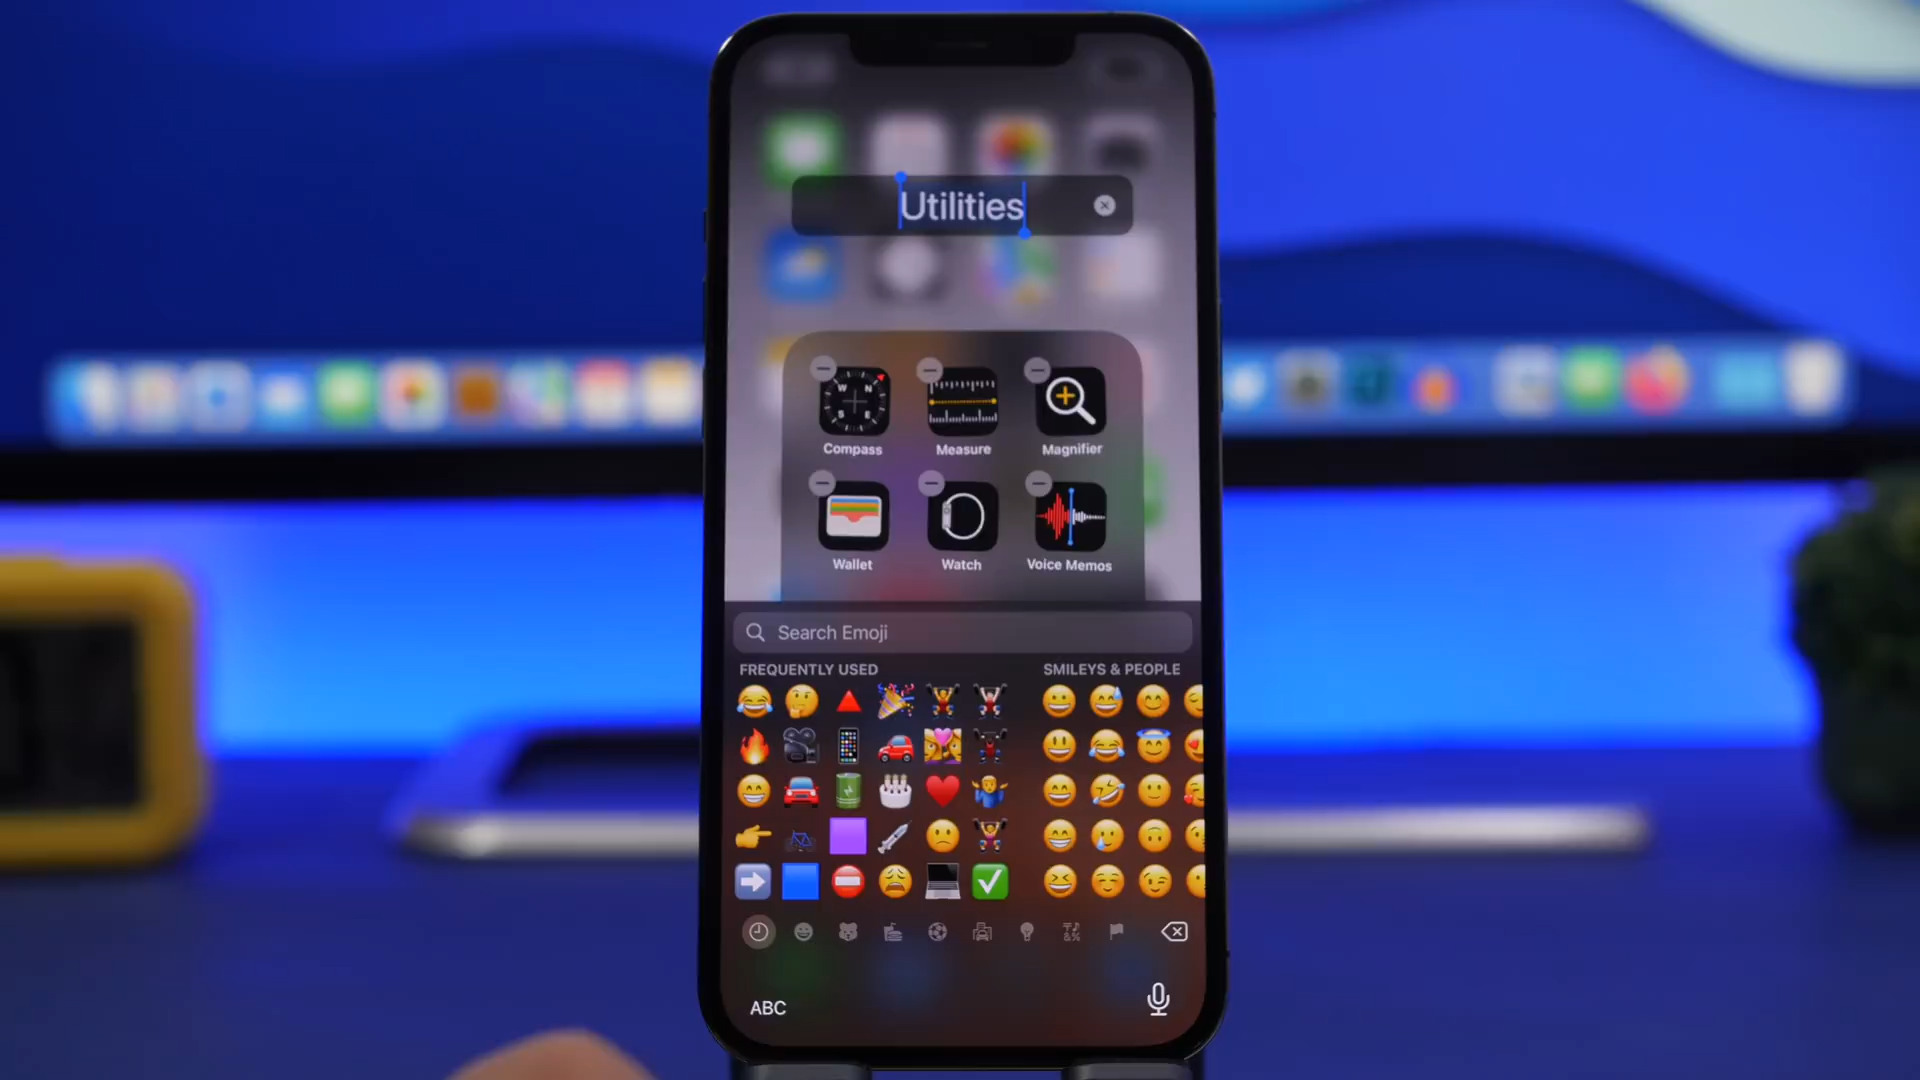 Utilities
W N
S E
Compass Measure Magnifier
Wallet Watch Voice Memos
Search Emoji
FREQUENTLY USED SMILEYS & PEOPLE
ABC